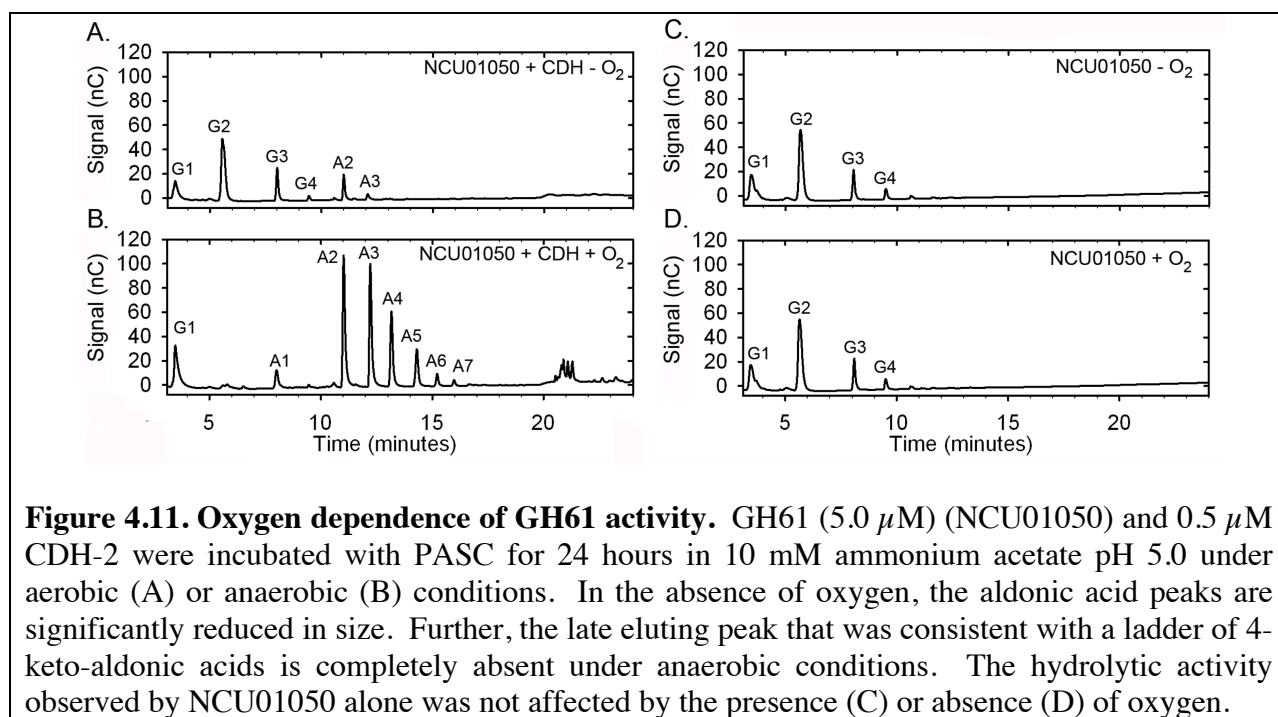 A.
120
100
80
60
40
20
0
Signal (nC)
NCU01050 + CDH - O2
G1
G2
G3
G4
A2
A3
B.
120
100
80
60
40
20
0
Signal (nC)
NCU01050 + CDH + O2
G1
A1
A2
A3
A4
A5
A6
A7
5
10
15
20
Time (minutes)
C.
120
100
80
60
40
20
0
Signal (nC)
NCU01050 - O2
G1
G2
G3
G4
D.
120
100
80
60
40
20
0
Signal (nC)
NCU01050 + O2
G1
G2
G3
G4
5
10
15
20
Time (minutes)
Figure 4.11. Oxygen dependence of GH61 activity. GH61 (5.0 µM) (NCU01050) and 0.5 µM
CDH-2 were incubated with PASC for 24 hours in 10 mM ammonium acetate pH 5.0 under
aerobic (A) or anaerobic (B) conditions. In the absence of oxygen, the aldonic acid peaks are
significantly reduced in size. Further, the late eluting peak that was consistent with a ladder of 4-
keto-aldonic acids is completely absent under anaerobic conditions. The hydrolytic activity
observed by NCU01050 alone was not affected by the presence (C) or absence (D) of oxygen.